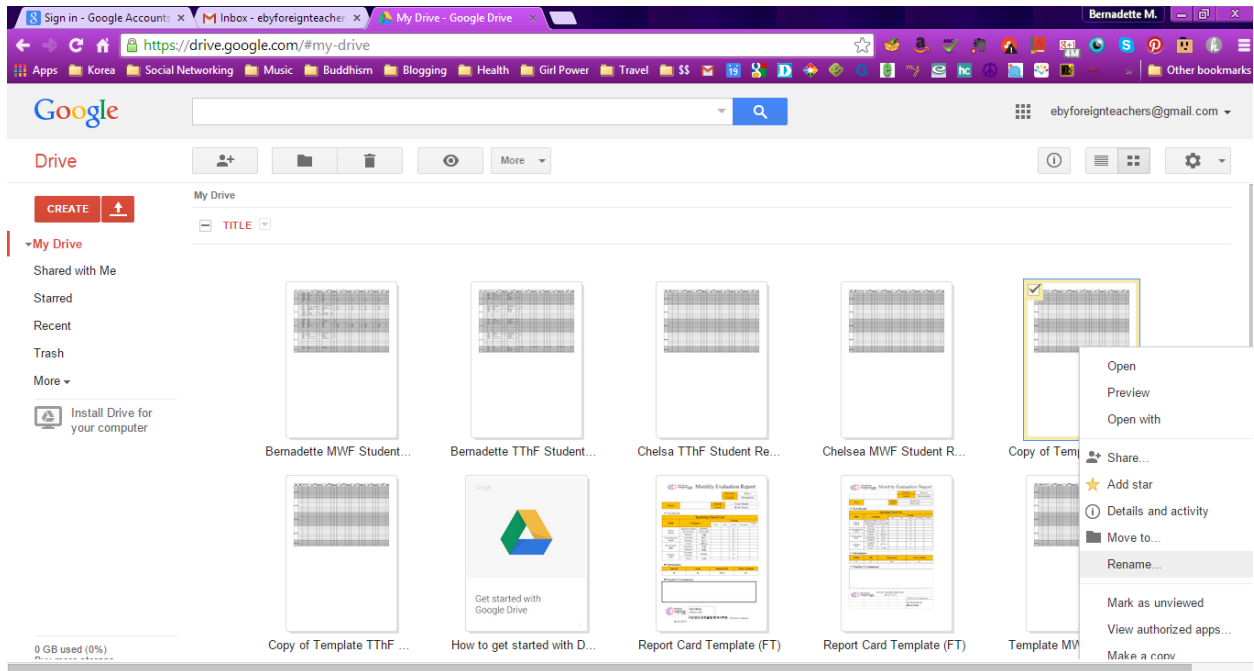 Sign in - Google Accounts
Inbox - ebyforeignteacher
My Drive - Google Drive
Bernadette M.
https://drive.google.com/#my-drive
Apps Korea Social Networking Music Buddhism Blogging Health Girl Power Travel $$ Other bookmarks
Google
ebyforeignteachers@gmail.com
Drive
More
CREATE
My Drive
TITLE
My Drive
Shared with Me
Starred
Recent
Trash
More
Install Drive for
your computer
0 GB used (0%)
Bernadette MWF Student...
Bernadette TThF Student...
Chelsa TThF Student Re...
Chelsea MWF Student R...
Copy of Temp
Get started with
Google Drive
Monthly Evaluation Report
Monthly Evaluation Report
Copy of Template TThF ...
How to get started with D...
Report Card Template (FT)
Report Card Template (FT)
Template MW
Open
Preview
Open with
Share...
Add star
Details and activity
Move to...
Rename...
Mark as unviewed
View authorized apps...
Make a copy